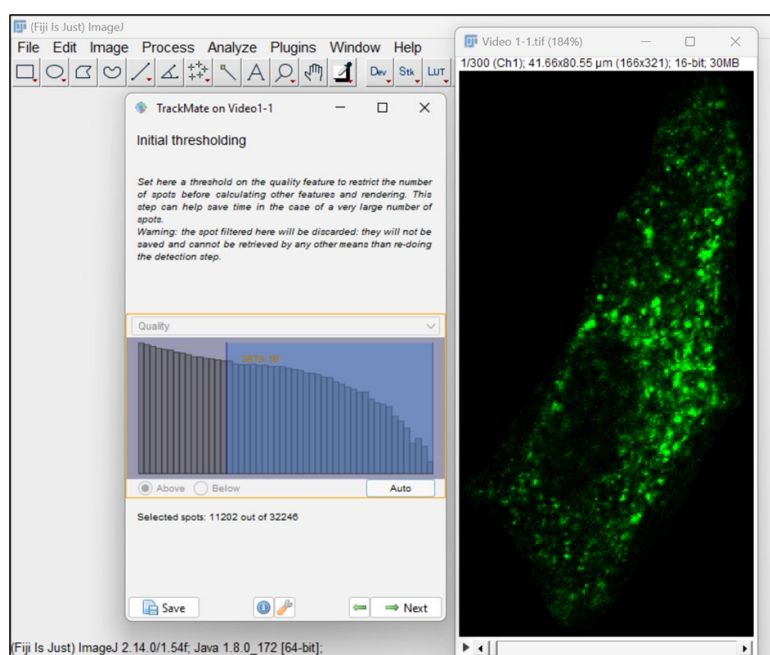 (Fiji Is Just) ImageJ
File Edit Image Process Analyze Plugins Window Help
Dev Stk LUT
TrackMate on Video1-1
Initial thresholding
Set here a threshold on the quality feature to restrict the number
of spots before calculating other features and rendering. This
step can help save time in the case of a very large number of
spots.
Warning: the spot filtered here will be discarded: they will not be
saved and cannot be retrieved by any other means than re-doing
the detection step.
Quality
Above Below Auto
Selected spots: 11202 out of 32246
Save Next
(Fiji Is Just) ImageJ 2.14.0/1.54f; Java 1.8.0_172 [64-bit];
Video 1-1.tif (184%)
1/300 (Ch1); 41.66x80.55 µm (166x321); 16-bit; 30MB